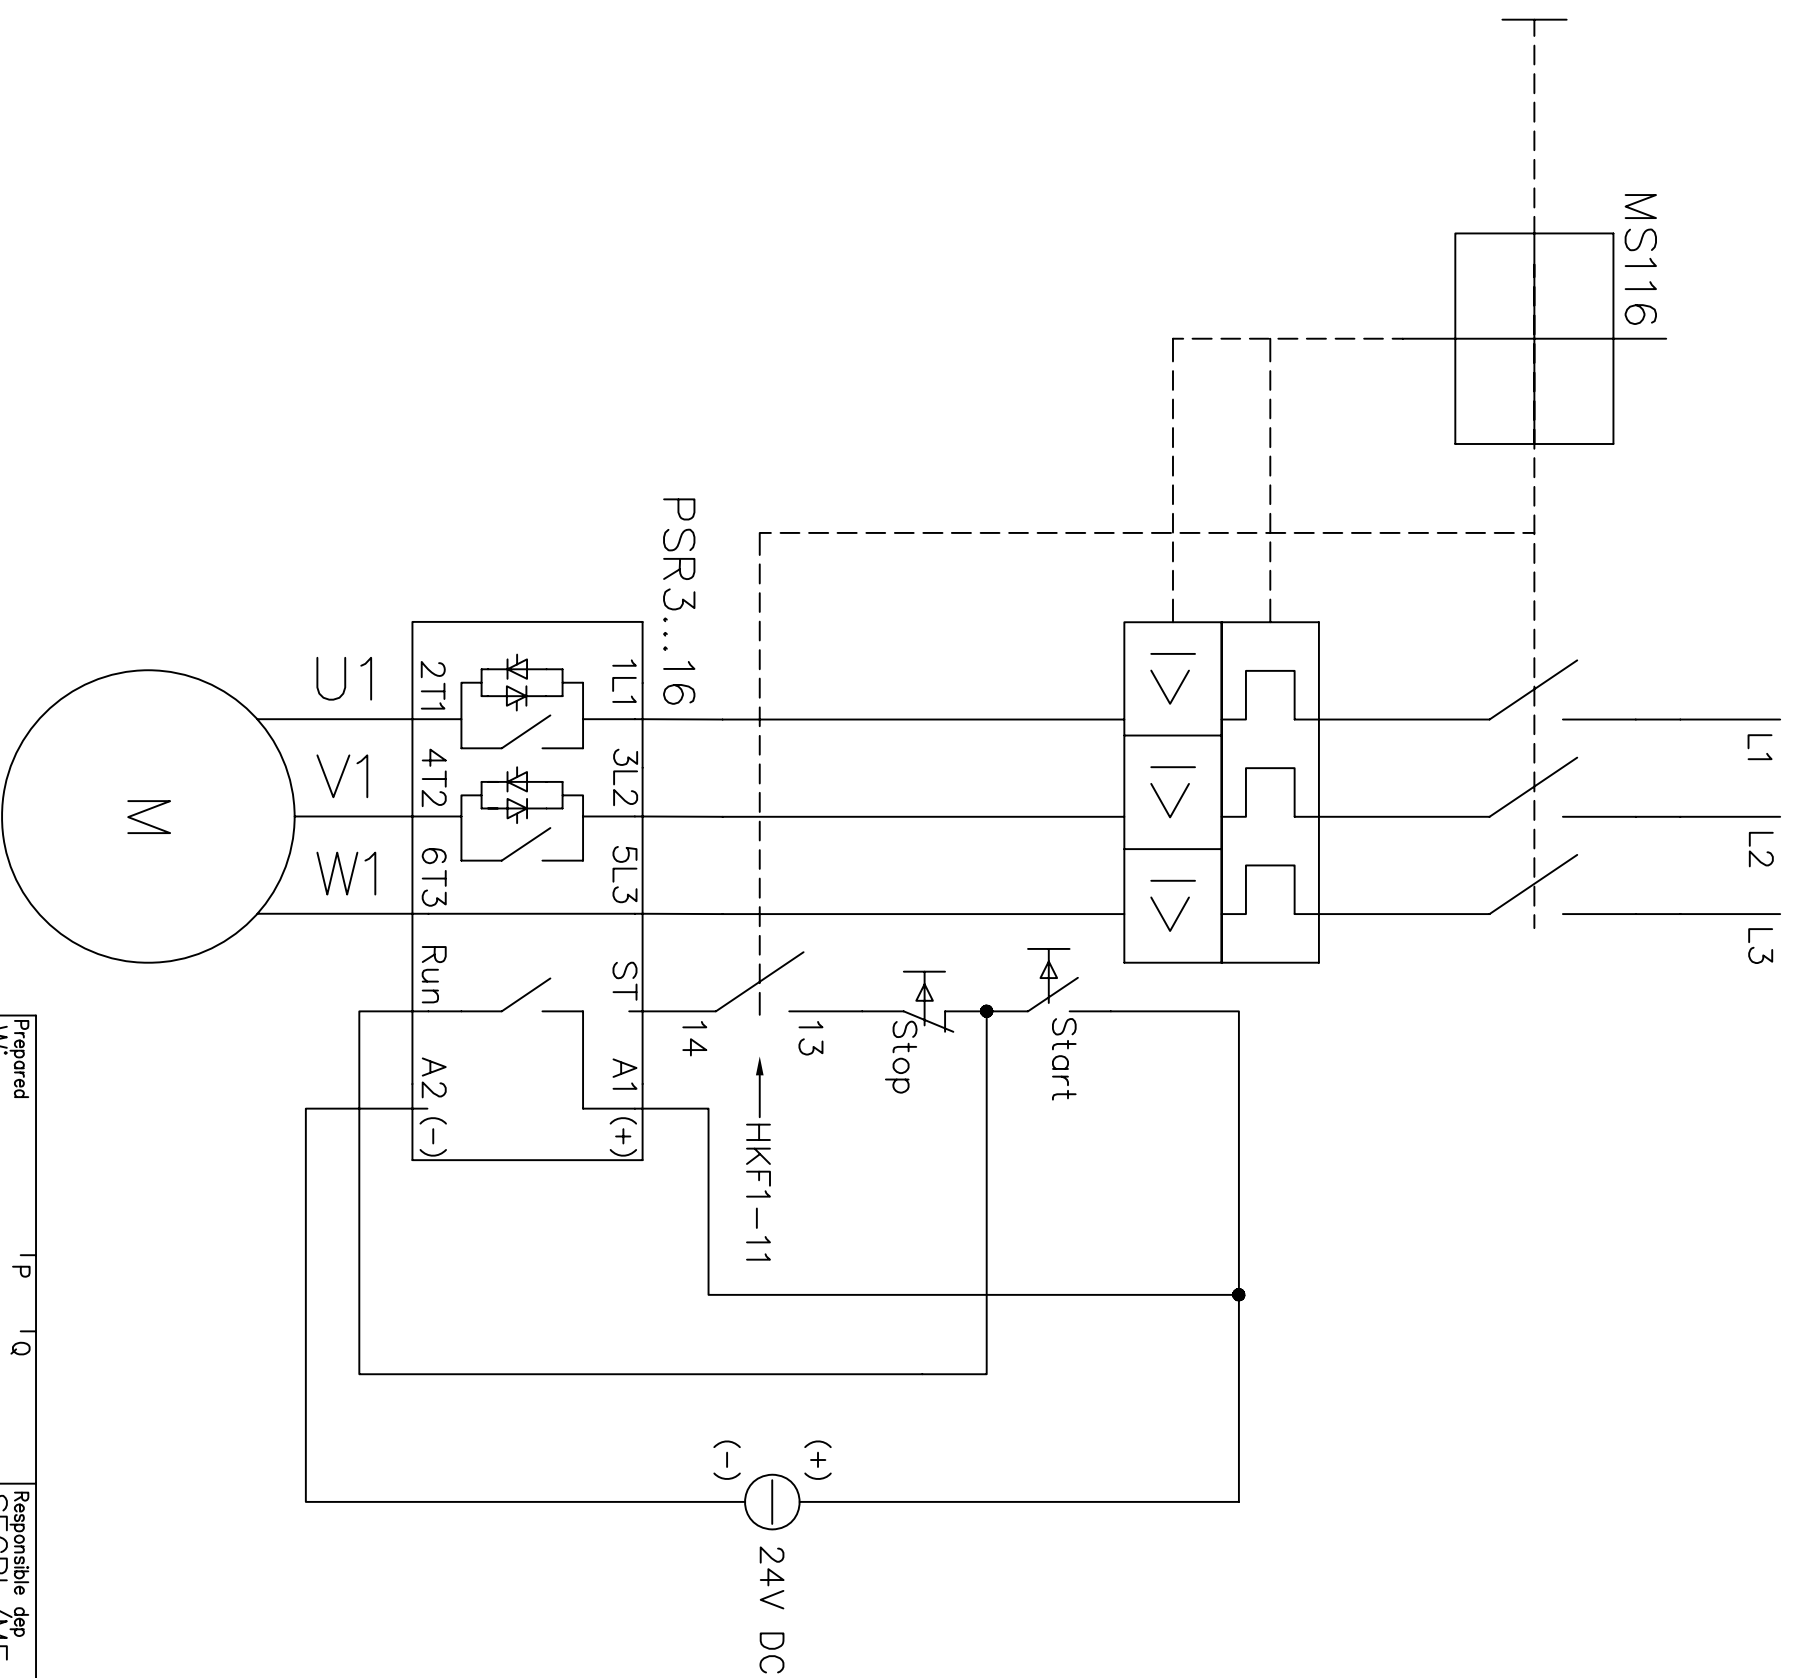 L1
L2
L3
MS116
I>
I>
I>
Start
Stop
13
14
HKF1-11
(+)
(-)
24V DC
PSR3...16
1L1
3L2
5L3
ST
A1 (+)
2T1
4T2
6T3
Run
A2 (-)
U1
V1
W1
M
Prepared
P
Q
Responsible dep